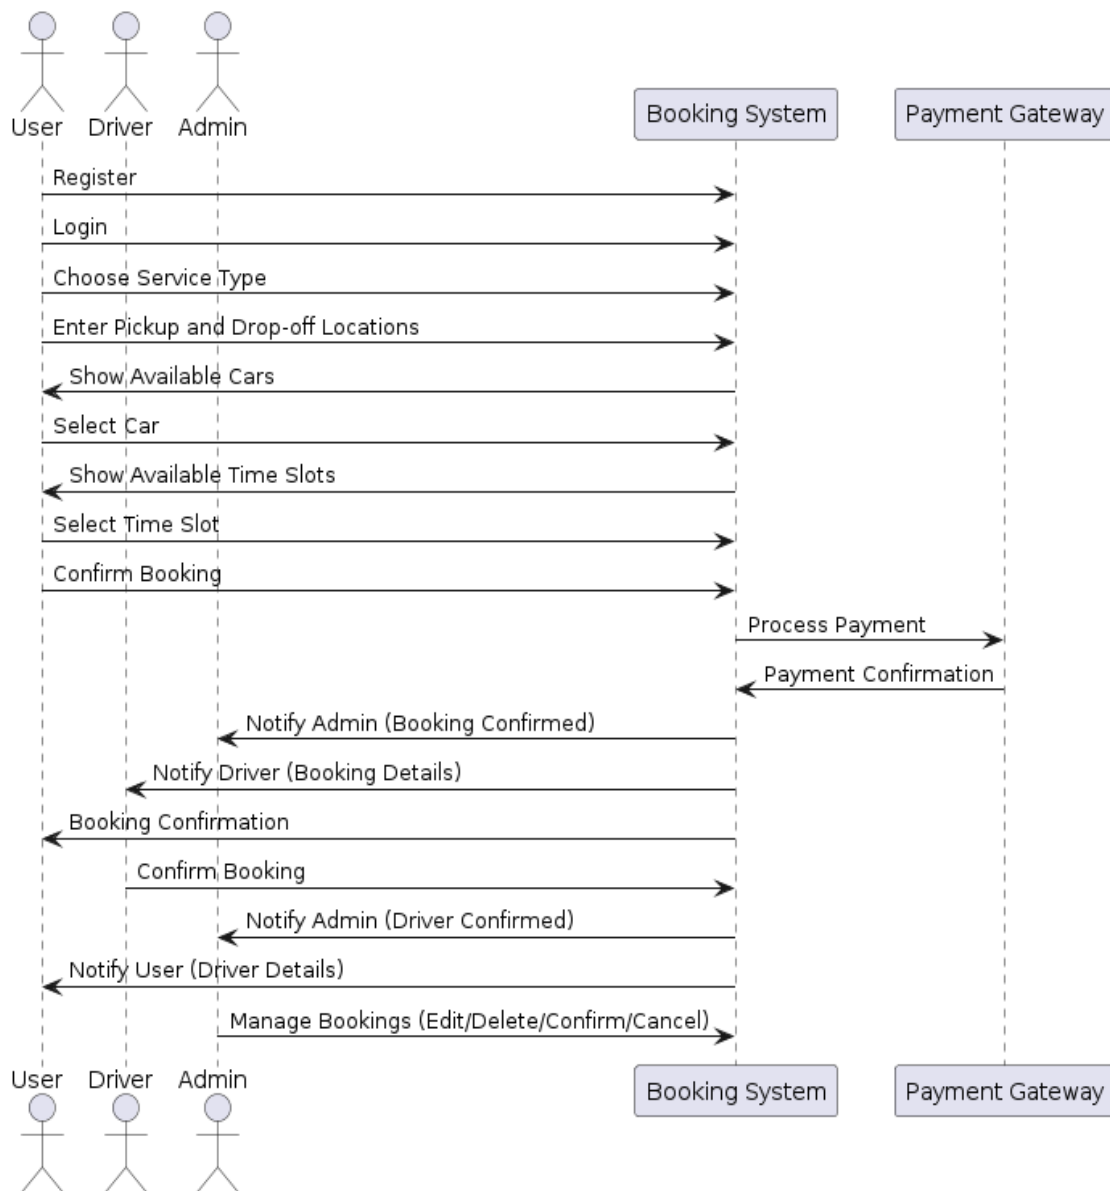 User Driver Admin
Booking System Payment Gateway
Register
Login
Choose Service Type
Enter Pickup and Drop-off Locations
Show Available Cars
Select Car
Show Available Time Slots
Select Time Slot
Confirm Booking
Process Payment
Payment Confirmation
Notify Admin (Booking Confirmed)
Notify Driver (Booking Details)
Booking Confirmation
Confirm Booking
Notify Admin (Driver Confirmed)
Notify User (Driver Details)
Manage Bookings (Edit/Delete/Confirm/Cancel)
User Driver Admin
Booking System Payment Gateway